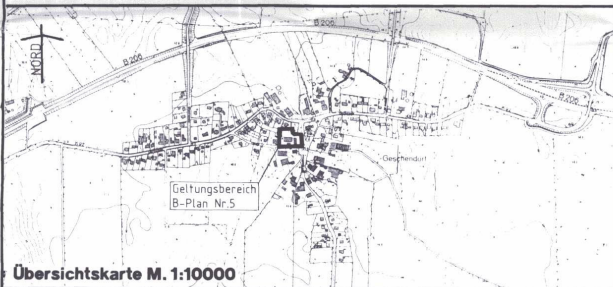 B 206
B 206
NORD
B 206
Geschendorf
Geltungsbereich
B-Plan Nr.5
Übersichtskarte M. 1:10000